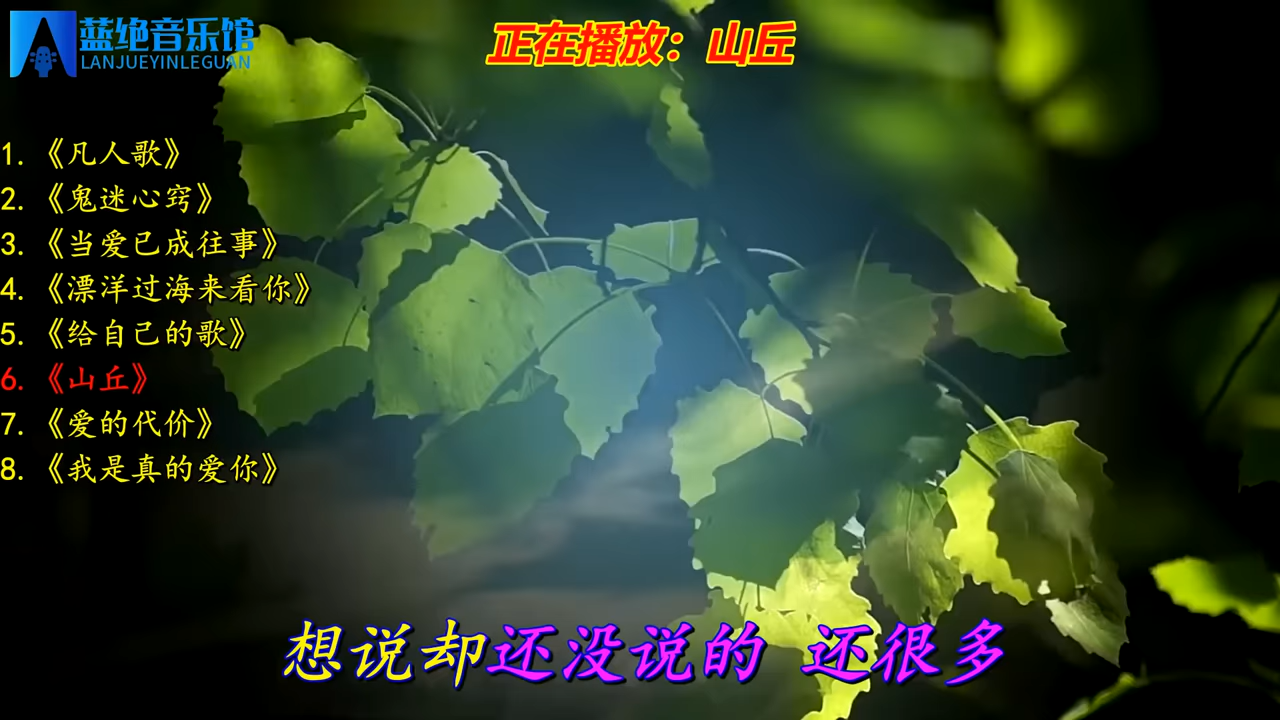 蓝绝音乐馆
LANJUEYINLEGUAN
正在播放：山丘
1.《凡人歌》
2.《鬼迷心窍》
3.《当爱已成往事》
4.《漂洋过海来看你》
5.《给自己的歌》
6.《山丘》
7.《爱的代价》
8.《我是真的爱你》
想说却还没说的 还很多